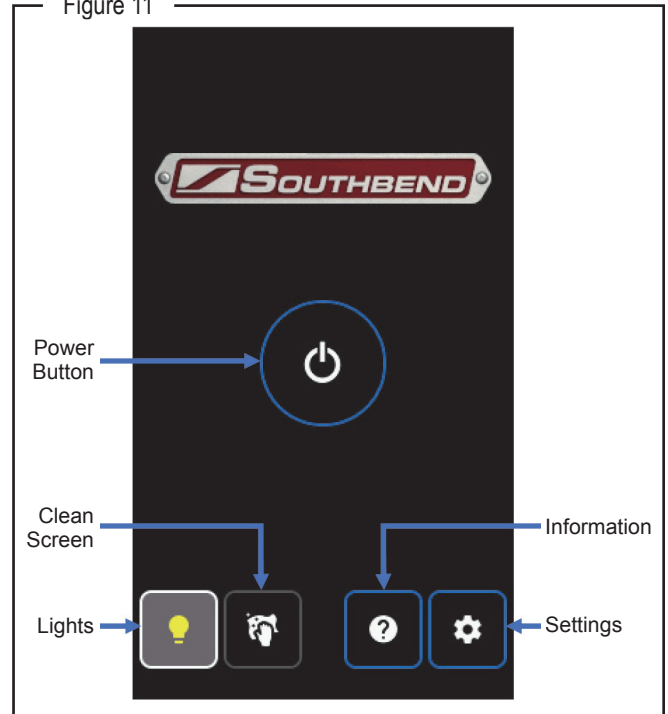 Figure 11
SOUTHBEND
Power
Button
Clean
Screen
Information
Lights
Settings